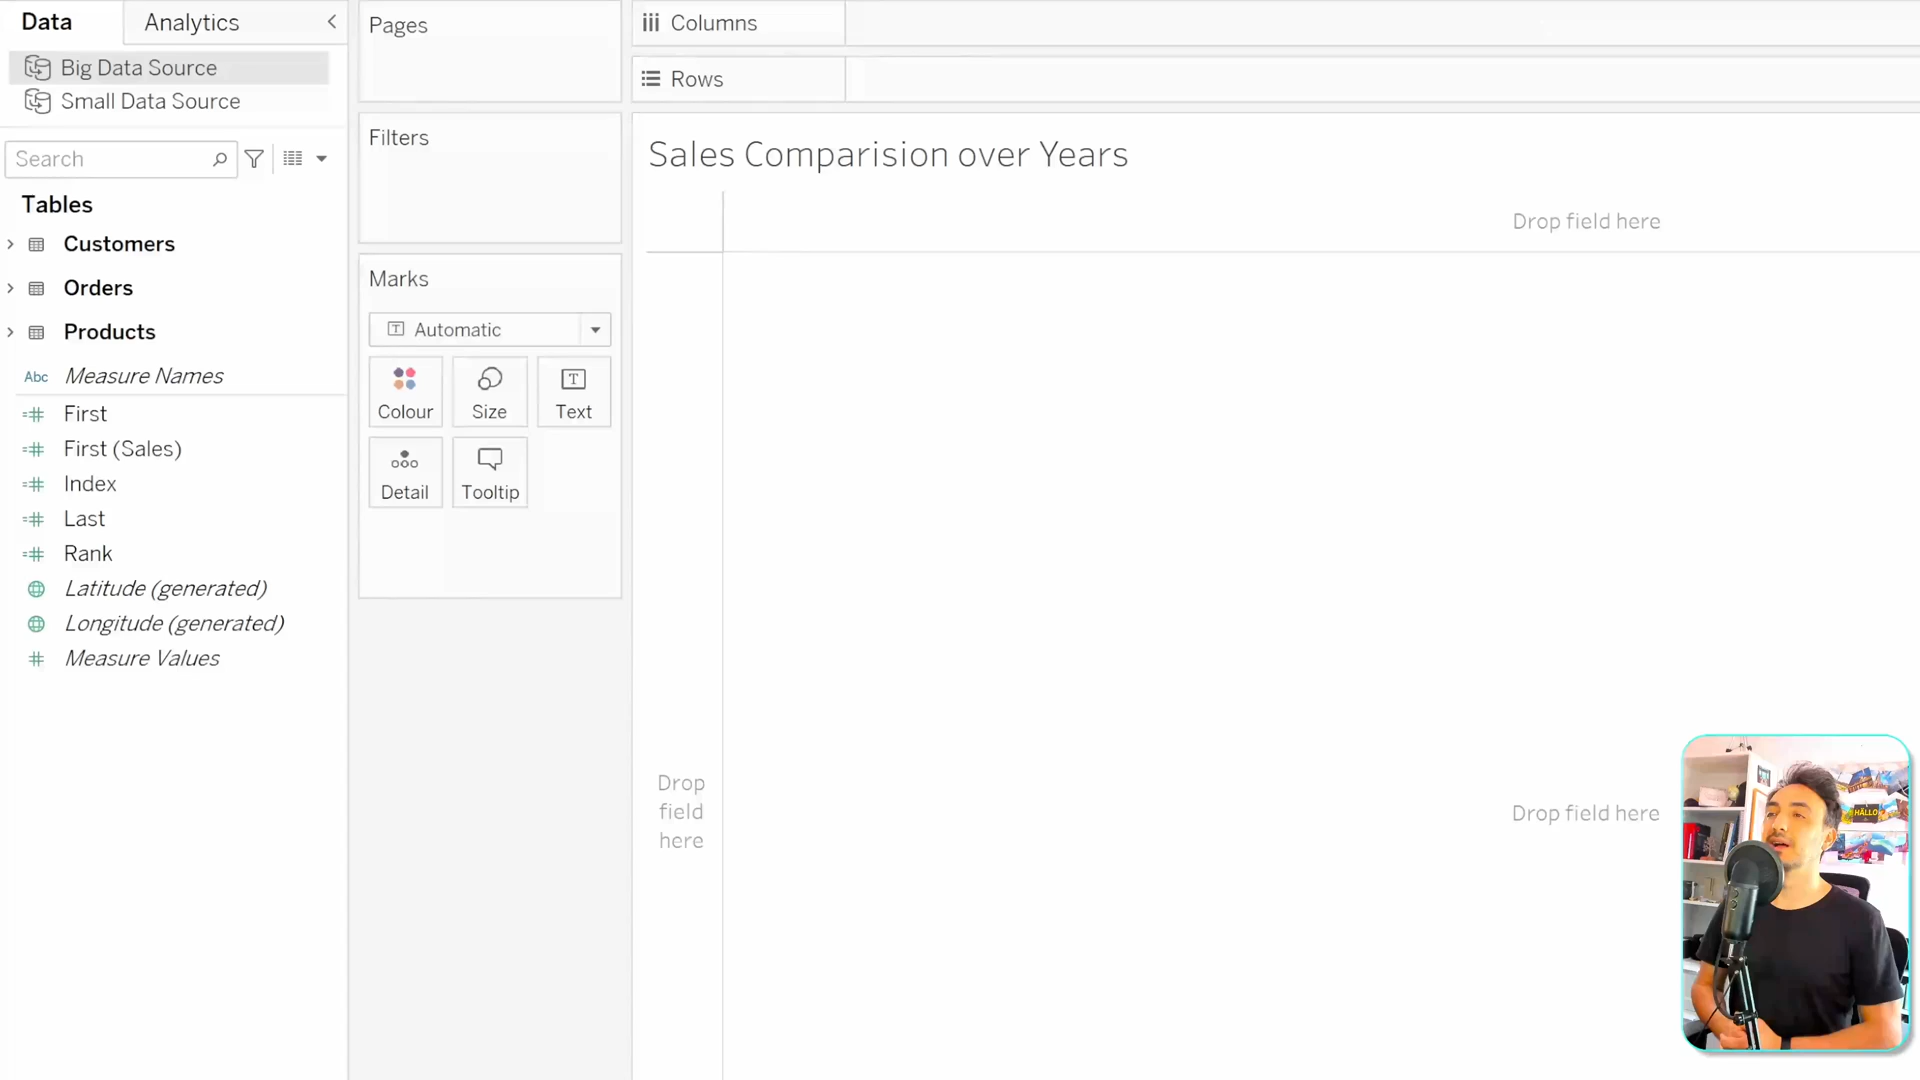 Data
Analytics
Big Data Source
Small Data Source
Search
Tables
Customers
Orders
Products
Abc Measure Names
First
First (Sales)
Index
Last
Rank
Latitude (generated)
Longitude (generated)
Measure Values
Pages
Filters
Marks
Automatic
Colour
Size
Text
Detail
Tooltip
Columns
Rows
Sales Comparision over Years
Drop field here
Drop
field
here
Drop field here
HALLO